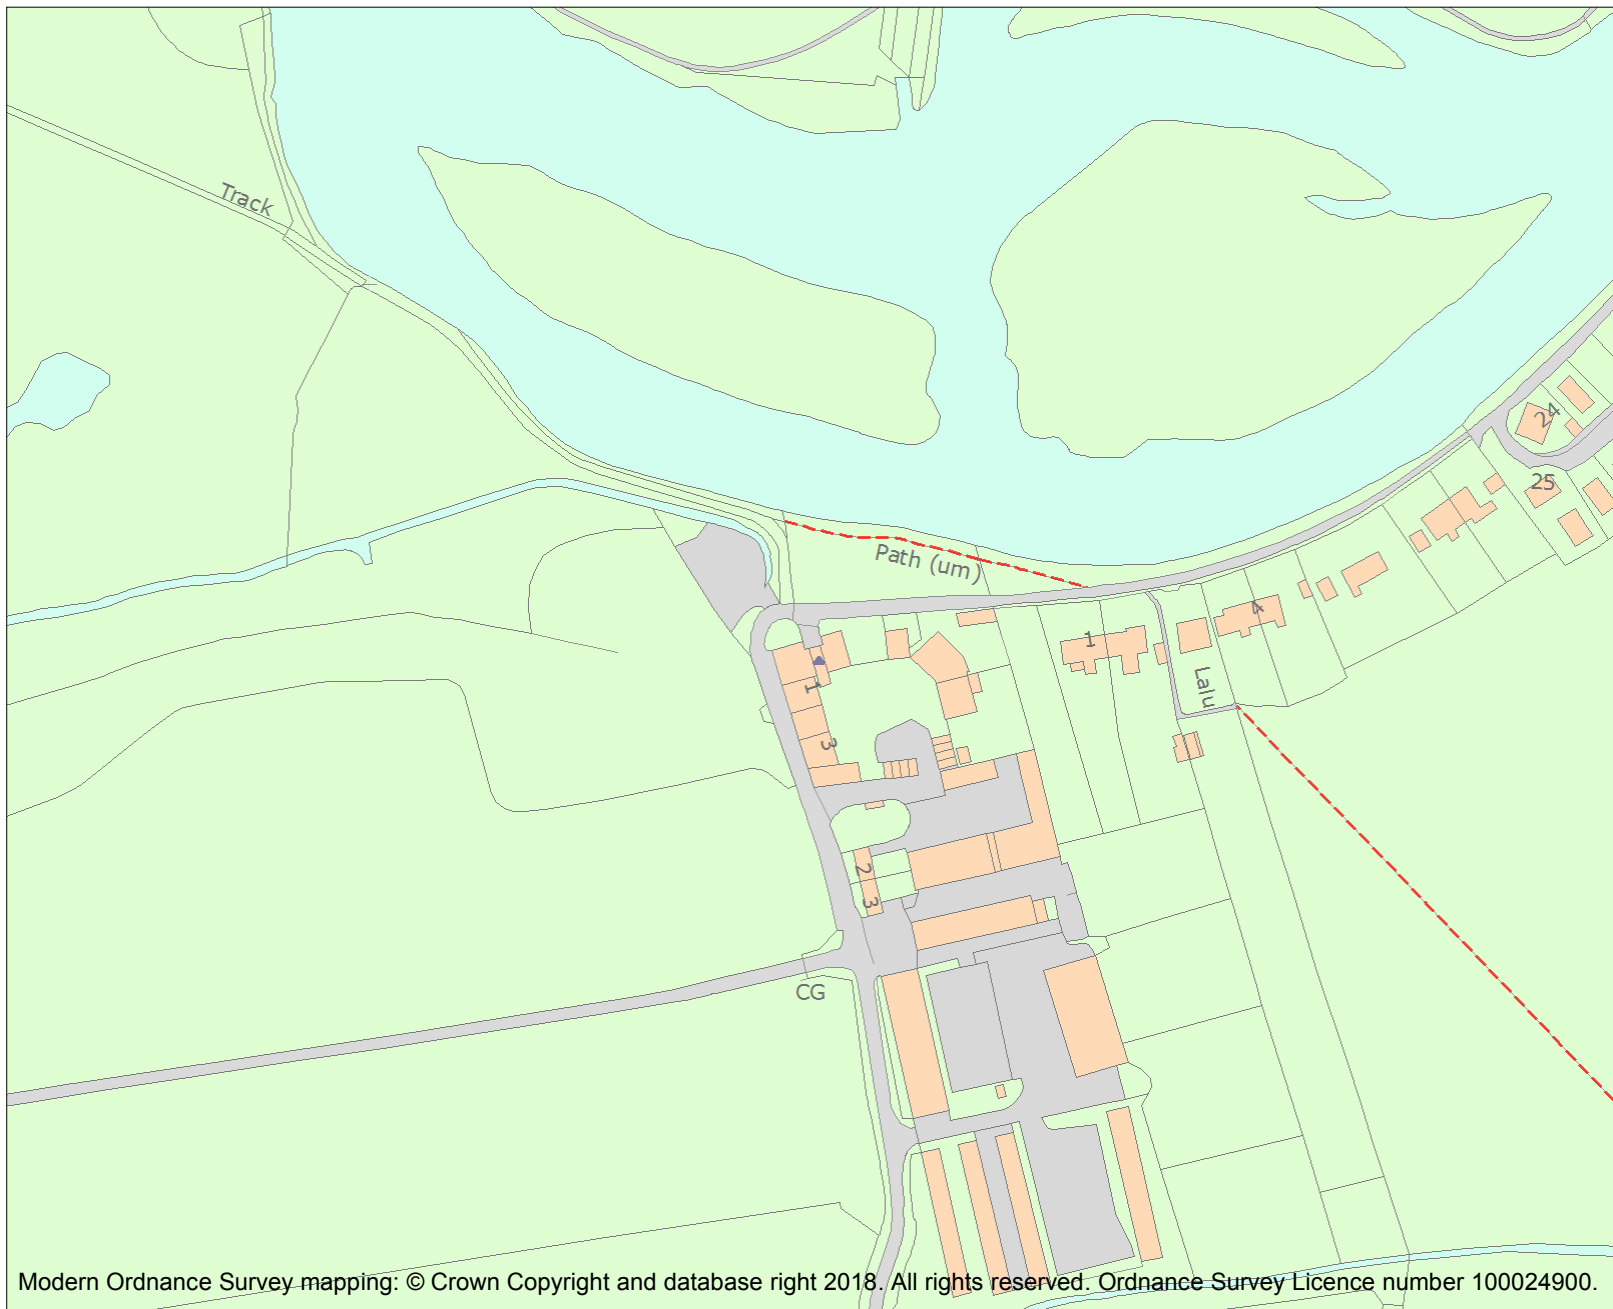 Track
24
25
Path (um)
4
1
Lalu
1
3
2
3
CG
Modern Ordnance Survey mapping: © Crown Copyright and database right 2018. All rights reserved. Ordnance Survey Licence number 100024900.